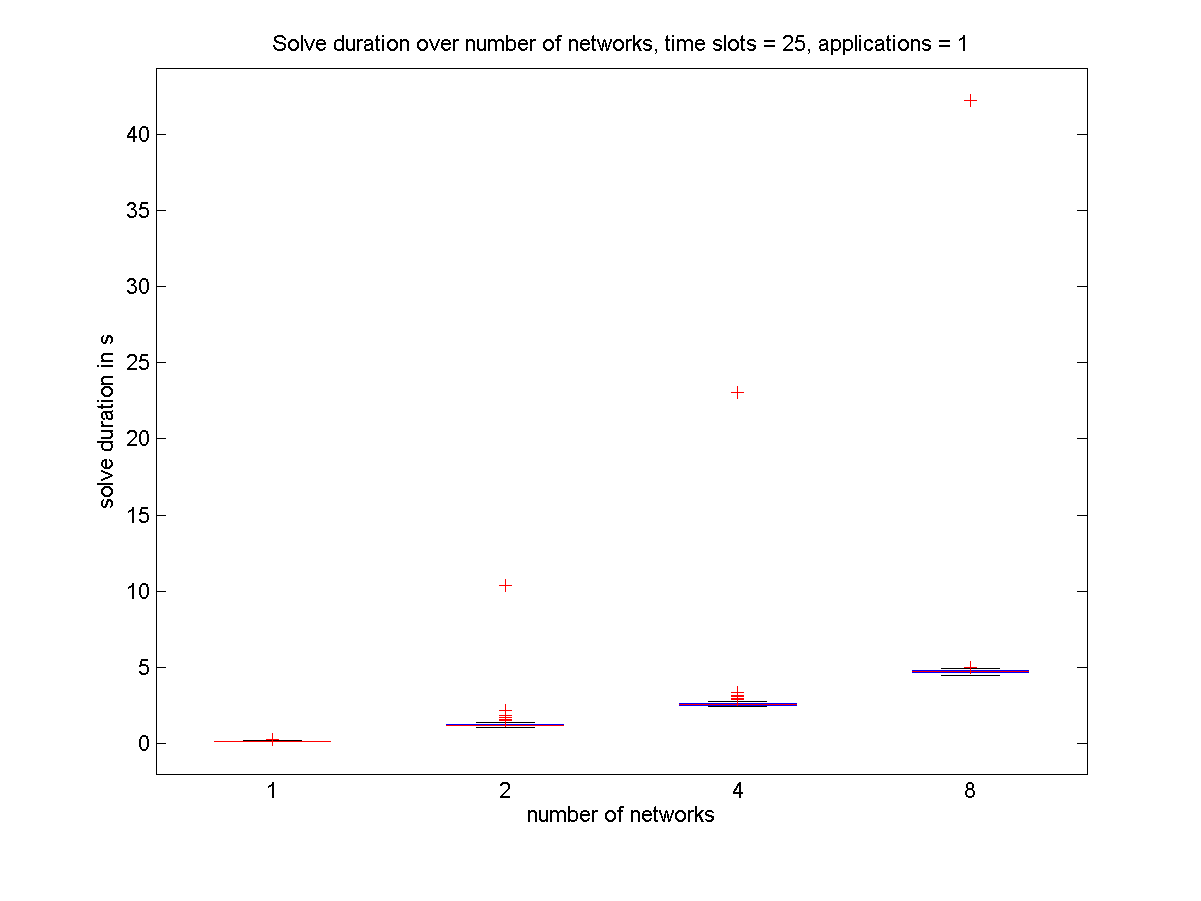 Solve duration over number of networks, time slots = 25, applications = 1
40
35
30
25
20
15
10
5
0
solve duration in s
1 2 4 8
number of networks